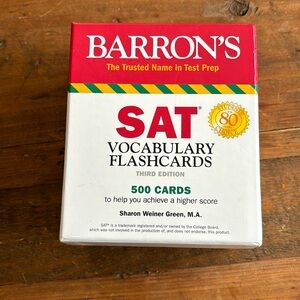 BARRON'S
The Trusted Name in Test Prep
80
SAT®
VOCABULARY
FLASHCARDS
THIRD EDITION
500 CARDS
to help you achieve a higher score
Sharon Weiner Green, M.A.
SAT® is a trademark registered and/or owned by the College Board,
which was not involved in the production of, and does not endorse, this product.